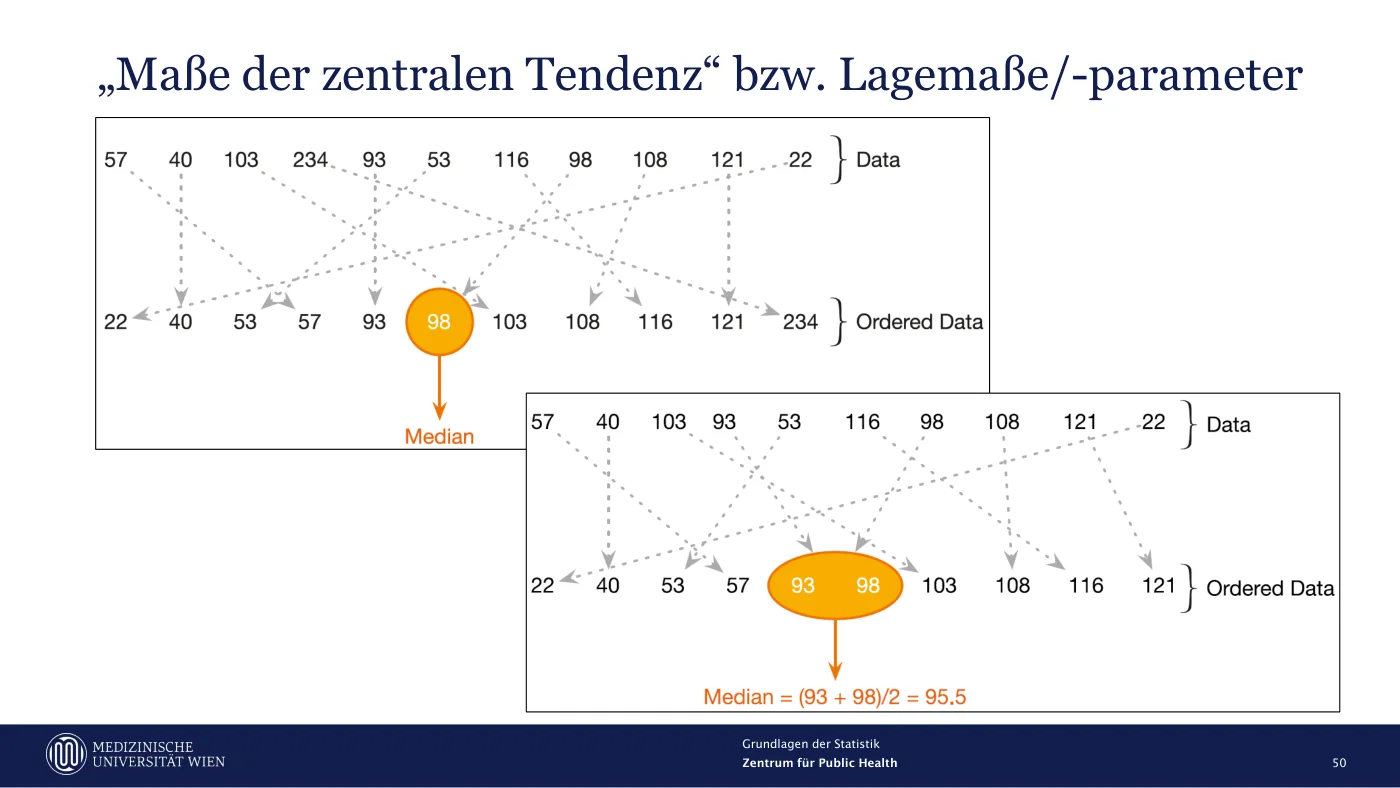 „Maße der zentralen Tendenz“ bzw. Lagemaße/-parameter
57 40 103 234 93 53 116 98 108 121 22 } Data
22 40 53 57 93 98 103 108 116 121 234 } Ordered Data
Median
57 40 103 93 53 116 98 108 121 22 } Data
22 40 53 57 93 98 103 108 116 121 } Ordered Data
Median = (93 + 98)/2 = 95.5
MEDIZINISCHE
UNIVERSITÄT WIEN
Grundlagen der Statistik
Zentrum für Public Health
50